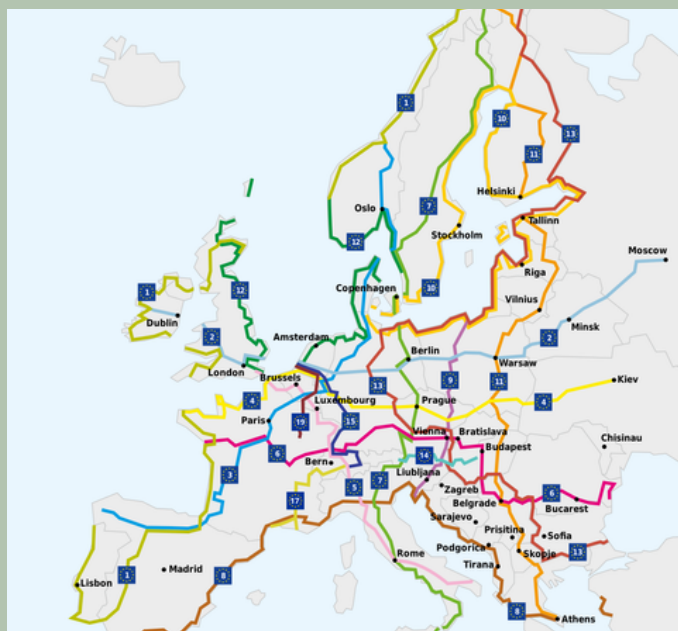 1
10
13
11
Helsinki
Oslo
7
Tallinn
12
Stockholm
Moscow
Riga
1
12
10
Copenhagen
Vilnius
Dublin
2
Minsk
Amsterdam
2
London
Berlin
Warsaw
Brussels
13
9
11
Kiev
4
Luxembourg
Prague
4
Paris
19
15
Vienna
Bratislava
Chisinau
6
Budapest
Bern
14
3
Liubljana
5
7
Zagreb
6
17
Belgrade
Bucarest
Sarajevo
Prisitina
Sofia
Podgorica
Skopje
13
Rome
Tirana
Madrid
Lisbon
1
8
8
Athens